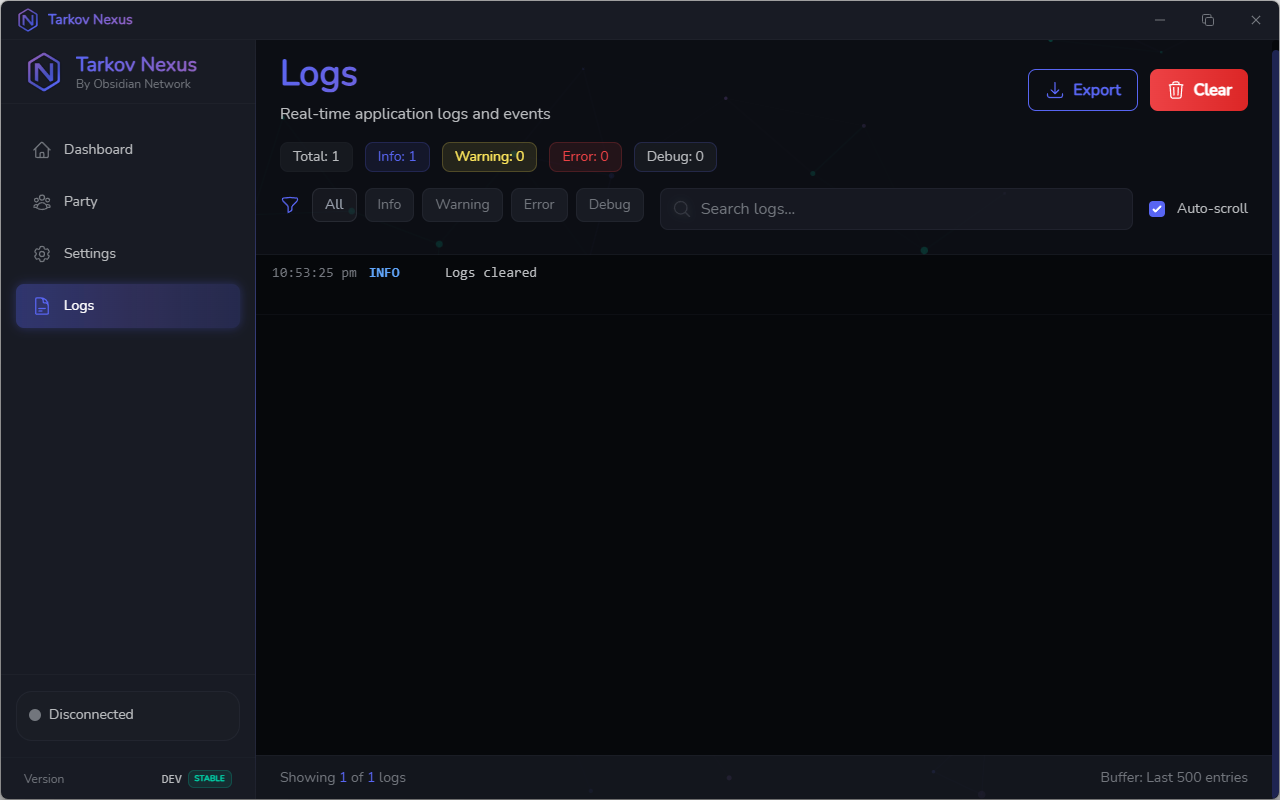 Tarkov Nexus
Tarkov Nexus
By Obsidian Network
Dashboard
Party
Settings
Logs
Disconnected
Version DEV STABLE
Logs
Real-time application logs and events
Export
Clear
Total: 1 Info: 1 Warning: 0 Error: 0 Debug: 0
All Info Warning Error Debug Search logs... Auto-scroll
10:53:25 pm INFO Logs cleared
Showing 1 of 1 logs Buffer: Last 500 entries